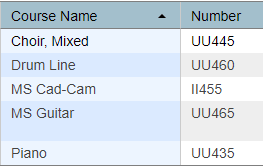 Course Name Number
Choir, Mixed UU445
Drum Line UU460
MS Cad-Cam II455
MS Guitar UU465
Piano UU435